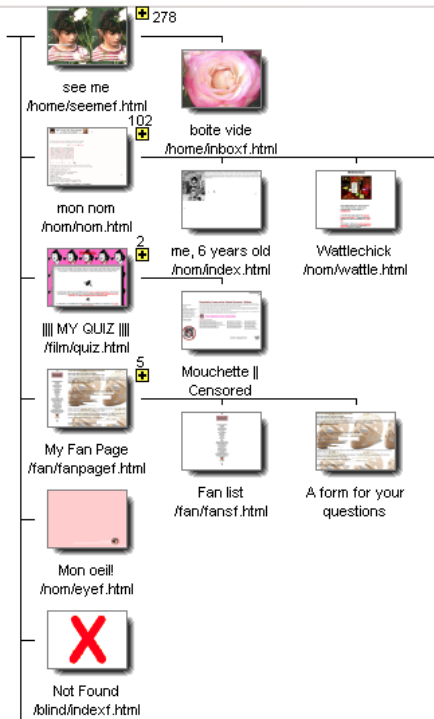 278
see me
/home/seemef.html
boite vide
/home/inboxf.html
102
mon nom
/nom/nom.html
me, 6 years old
/nom/index.html
Wattlechick
/nom/wattle.html
2
|||| MY QUIZ ||||
/film/quiz.html
Mouchette ||
Censored
5
My Fan Page
/fan/fanpagef.html
Fan list
/fan/fansf.html
A form for your
questions
Mon oeil!
/nom/eyef.html
Not Found
/blind/indexf.html